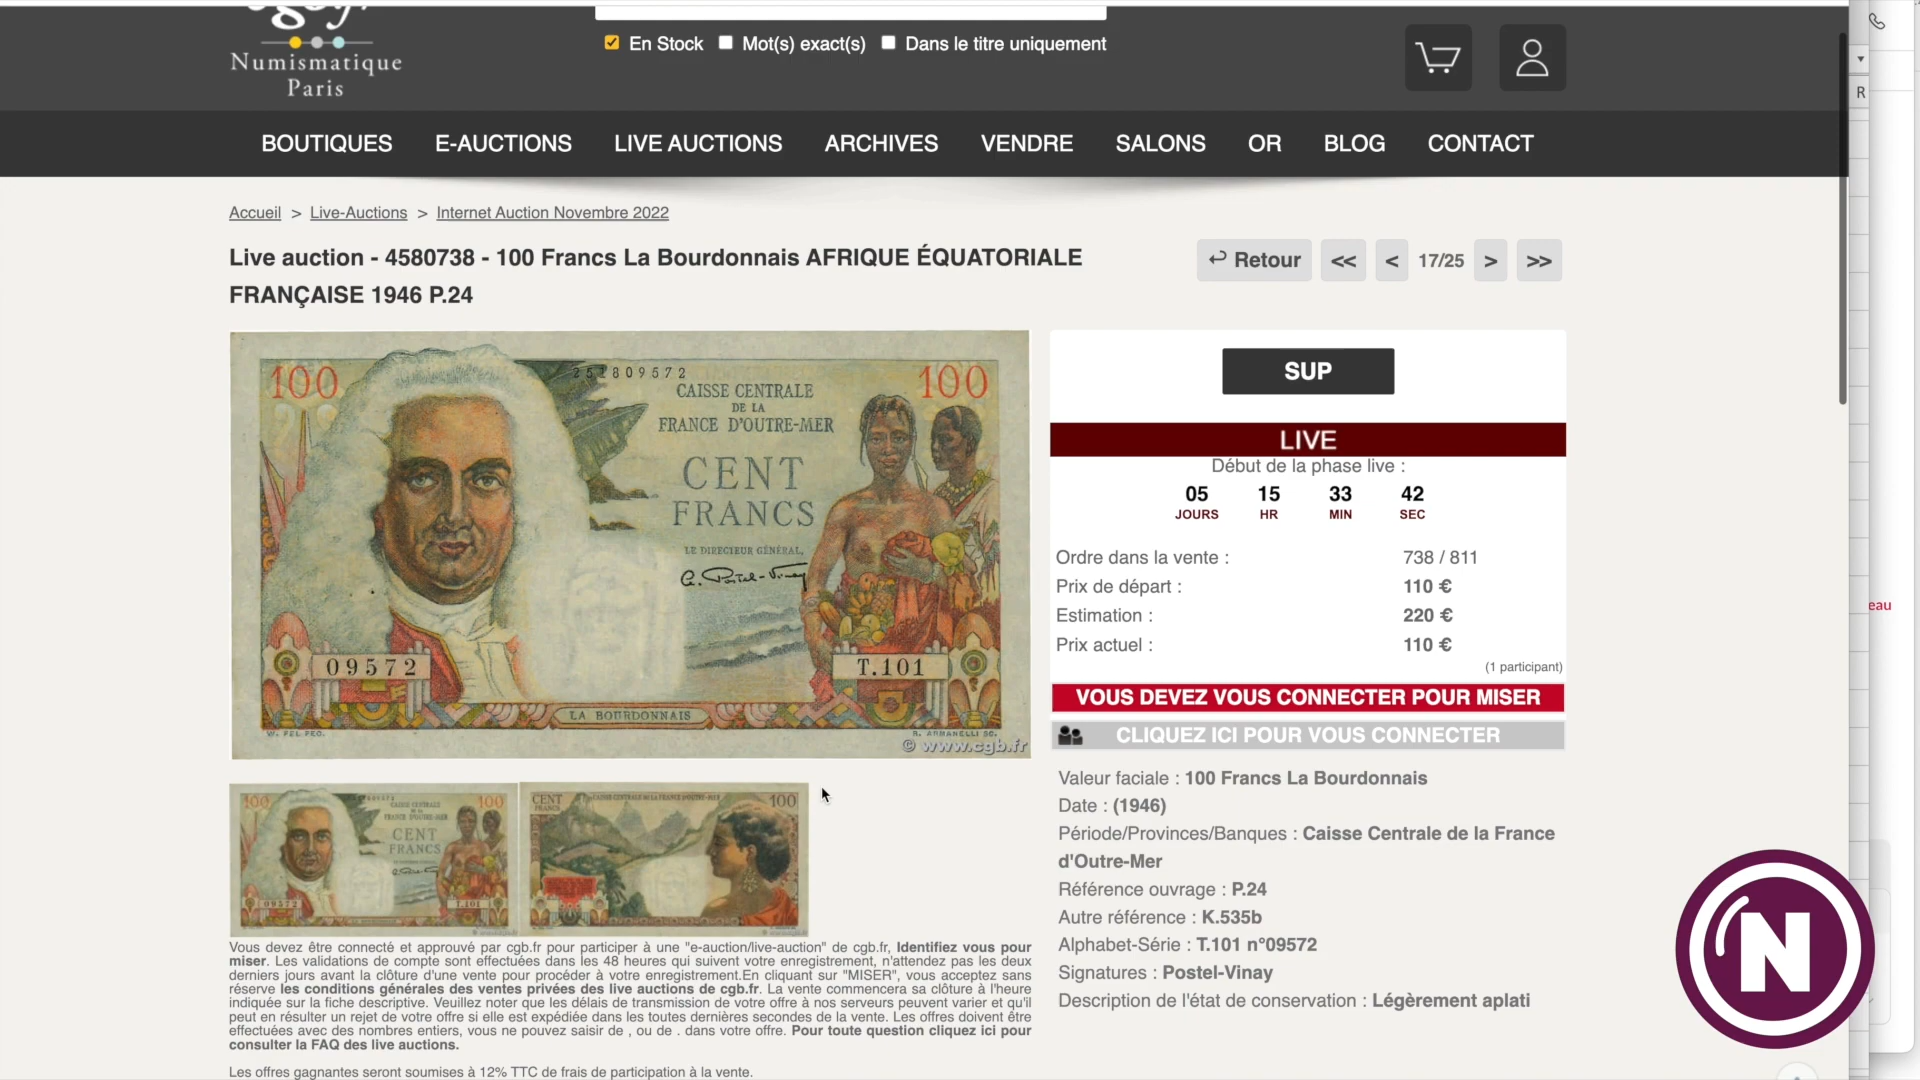 cgb.fr
Numismatique
Paris
En Stock
Mot(s) exact(s)
Dans le titre uniquement
BOUTIQUES
E-AUCTIONS
LIVE AUCTIONS
ARCHIVES
VENDRE
SALONS
OR
BLOG
CONTACT
Accueil > Live-Auctions > Internet Auction Novembre 2022
Live auction - 4580738 - 100 Francs La Bourdonnais AFRIQUE ÉQUATORIALE
FRANÇAISE 1946 P.24
Retour
<<
<
17/25
>
>>
100
251809572
100
CAISSE CENTRALE
DE LA
FRANCE D'OUTRE-MER
CENT
FRANCS
LE DIRECTEUR GÉNÉRAL,
09572
T.101
LA BOURDONNAIS
© www.cgb.fr
SUP
LIVE
Début de la phase live :
05 15 33 42
JOURS HR MIN SEC
Ordre dans la vente : 738 / 811
Prix de départ : 110 €
Estimation : 220 €
Prix actuel : 110 €
(1 participant)
VOUS DEVEZ VOUS CONNECTER POUR MISER
CLIQUEZ ICI POUR VOUS CONNECTER
Valeur faciale : 100 Francs La Bourdonnais
Date : (1946)
Période/Provinces/Banques : Caisse Centrale de la France
d'Outre-Mer
Référence ouvrage : P.24
Autre référence : K.535b
Alphabet-Série : T.101 n°09572
Signatures : Postel-Vinay
Description de l'état de conservation : Légèrement aplati
Vous devez être connecté et approuvé par cgb.fr pour participer à une "e-auction/live-auction" de cgb.fr, Identifiez vous pour
miser. Les validations de compte sont effectuées dans les 48 heures qui suivent votre enregistrement, n'attendez pas les deux
derniers jours avant la clôture d'une vente pour procéder à votre enregistrement.En cliquant sur "MISER", vous acceptez sans
réserve les conditions générales des ventes privées des live auctions de cgb.fr. La vente commencera sa clôture à l'heure
indiquée sur la fiche descriptive. Veuillez noter que les délais de transmission de votre offre à nos serveurs peuvent varier et qu'il
peut en résulter un rejet de votre offre si elle est expédiée dans les toutes dernières secondes de la vente. Les offres doivent être
effectuées avec des nombres entiers, vous ne pouvez saisir de , ou de . dans votre offre. Pour toute question cliquez ici pour
consulter la FAQ des live auctions.
Les offres gagnantes seront soumises à 12% TTC de frais de participation à la vente.
R
eau
N